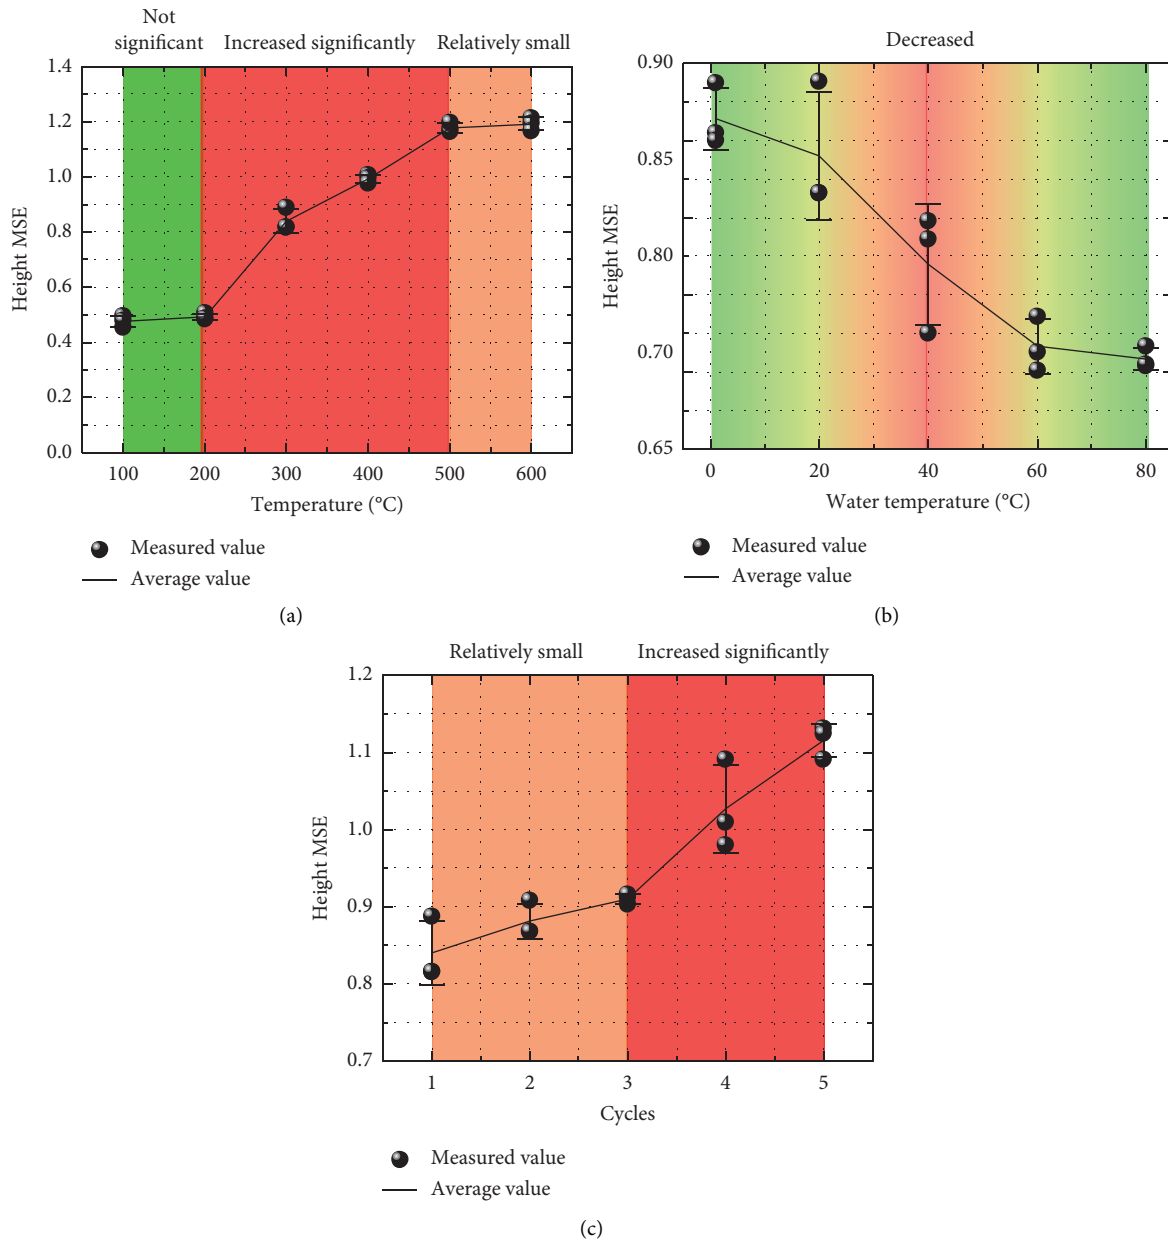 Not
significant
Increased significantly
Relatively small
1.4
1.2
1.0
0.8
0.6
0.4
0.2
0.0
Height MSE
100 200 300 400 500 600
Temperature (°C)
Measured value
Average value
(a)
Decreased
0.90
0.85
0.80
0.70
0.65
Height MSE
0 20 40 60 80
Water temperature (°C)
Measured value
Average value
(b)
Relatively small
Increased significantly
1.2
1.1
1.0
0.9
0.8
0.7
Height MSE
1 2 3 4 5
Cycles
Measured value
Average value
(c)